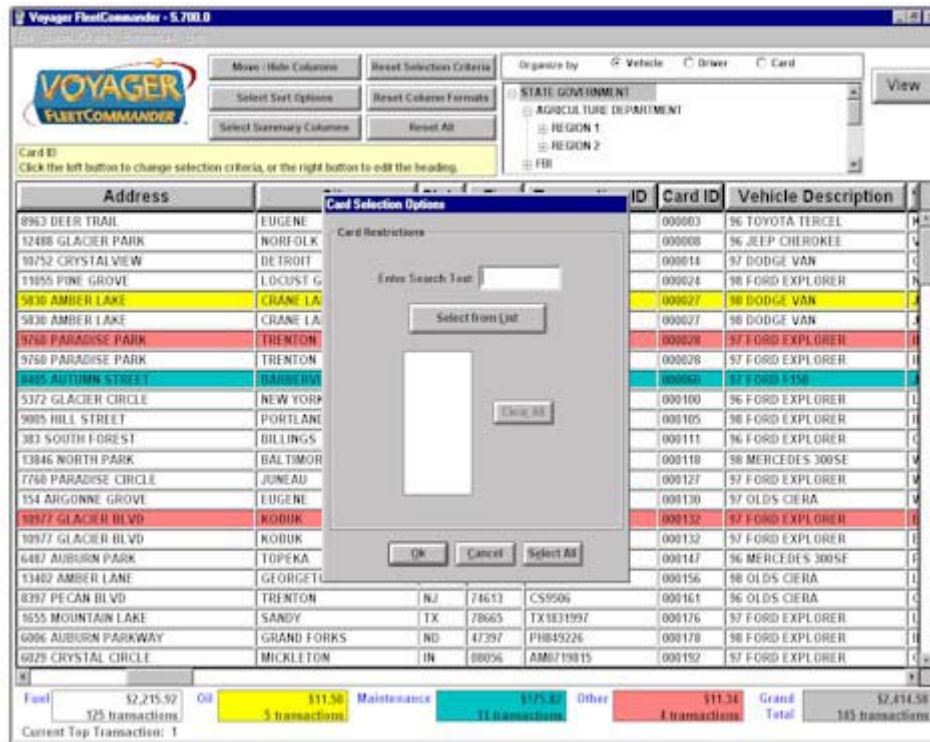 Voyager FleetCommander - 5.700.0
VOYAGER
FLEETCOMMANDER
Move / Hide Columns
Reset Selection Criteria
Select Sort Options
Reset Column Formats
Select Summary Columns
Reset All
Organize by Vehicle Driver Card
View
STATE GOVERNMENT
AGRICULTURE DEPARTMENT
REGION 1
REGION 2
FBI
Card ID
Click the left button to change selection criteria, or the right button to edit the heading.
Address ID Card ID Vehicle Description
Card Selection Options
Card Restrictions
Enter Search Text
Select from List
Clear All
Ok Cancel Select All
8963 DEER TRAIL EUGENE 000003 96 TOYOTA TERCEL
12488 GLACIER PARK NORFOLK 000008 96 JEEP CHEROKEE
10752 CRYSTALVIEW DETROIT 000014 97 DODGE VAN
11055 PINE GROVE LOCUST G 000024 98 FORD EXPLORER
5830 AMBER LAKE CRANE LA 000027 98 DODGE VAN
5830 AMBER LAKE CRANE LA 000027 98 DODGE VAN
9760 PARADISE PARK TRENTON 000028 97 FORD EXPLORER
9760 PARADISE PARK TRENTON 000028 97 FORD EXPLORER
8405 AUTUMN STREET BARBERVI 000060 97 FORD F150
5372 GLACIER CIRCLE NEW YORK 000100 96 FORD EXPLORER
9005 HILL STREET PORTLAND 000105 98 FORD EXPLORER
383 SOUTH FOREST BILLINGS 000111 96 FORD EXPLORER
13846 NORTH PARK BALTIMOR 000118 98 MERCEDES 300SE
7760 PARADISE CIRCLE JUNEAU 000127 97 FORD EXPLORER
154 ARGONNE GROVE EUGENE 000130 97 OLDS CIERA
10977 GLACIER BLVD KODUK 000132 97 FORD EXPLORER
10977 GLACIER BLVD KODUK 000132 97 FORD EXPLORER
6487 AUBURN PARK TOPEKA 000147 96 MERCEDES 300SE
13402 AMBER LANE GEORGET 000156 98 OLDS CIERA
8397 PECAN BLVD TRENTON NJ 74613 CS9506 000161 96 OLDS CIERA
1655 MOUNTAIN LAKE SANDY TX 78665 TX1831997 000176 97 FORD EXPLORER
6006 AUBURN PARKWAY GRAND FORKS ND 47397 PH849226 000178 98 FORD EXPLORER
6029 CRYSTAL CIRCLE MICKLETON IN 08056 AM0719815 000192 97 FORD EXPLORER
Fuel $2,215.92 Oil $11.50 Maintenance $175.82 Other $11.34 Grand $2,414.58
125 transactions 5 transactions 11 transactions 4 transactions Total 145 transactions
Current Top Transaction: 1